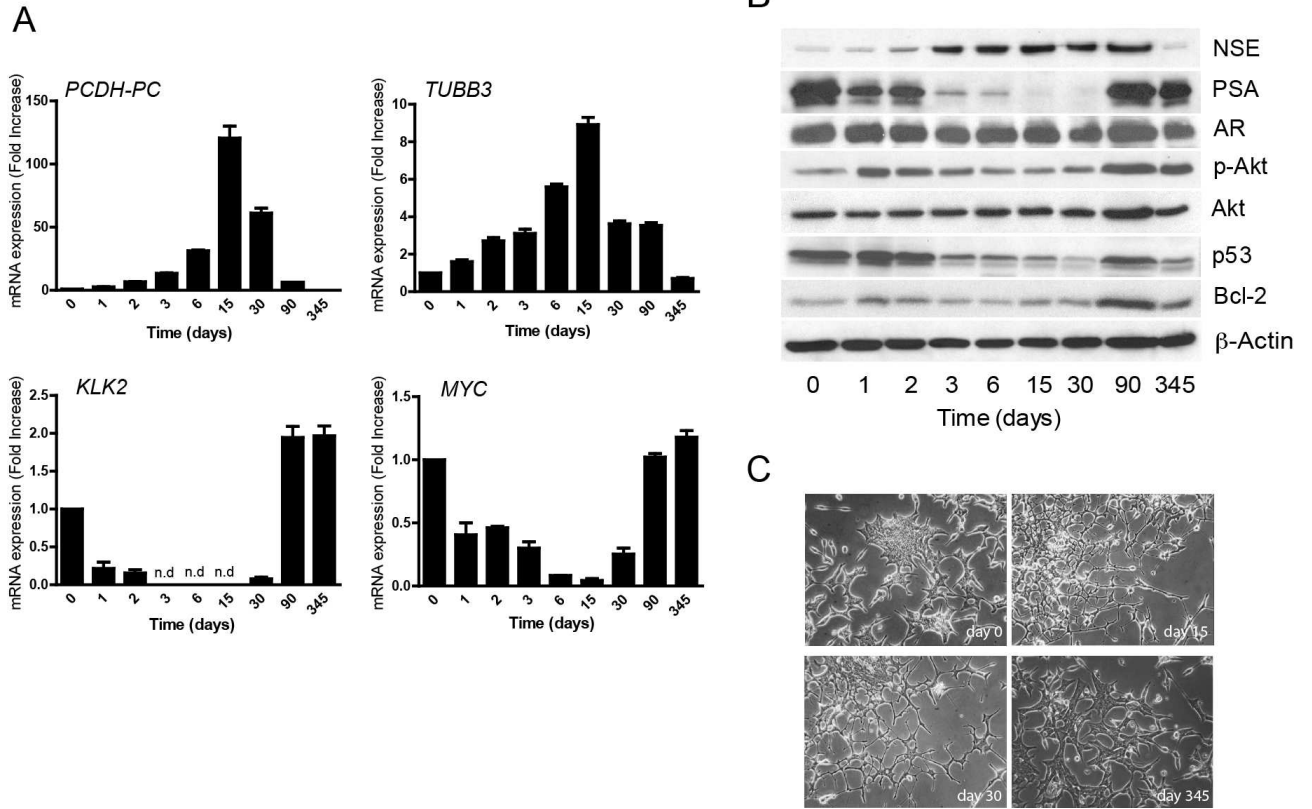 A
PCDH-PC
mRNA expression (Fold Increase)
150
100
50
0
0 1 2 3 6 15 30 90 345
Time (days)
TUBB3
mRNA expression (Fold Increase)
10
8
6
4
2
0
0 1 2 3 6 15 30 90 345
Time (days)
KLK2
mRNA expression (Fold Increase)
2.5
2.0
1.0
0.5
0.0
n.d n.d n.d
0 1 2 3 6 15 30 90 345
Time (days)
MYC
mRNA expression (Fold Increase)
1.5
1.0
0.5
0.0
0 1 2 3 6 15 30 90 345
Time (days)
B
NSE
PSA
AR
p-Akt
Akt
p53
Bcl-2
β-Actin
0 1 2 3 6 15 30 90 345
Time (days)
C
day 0
day 15
day 30
day 345